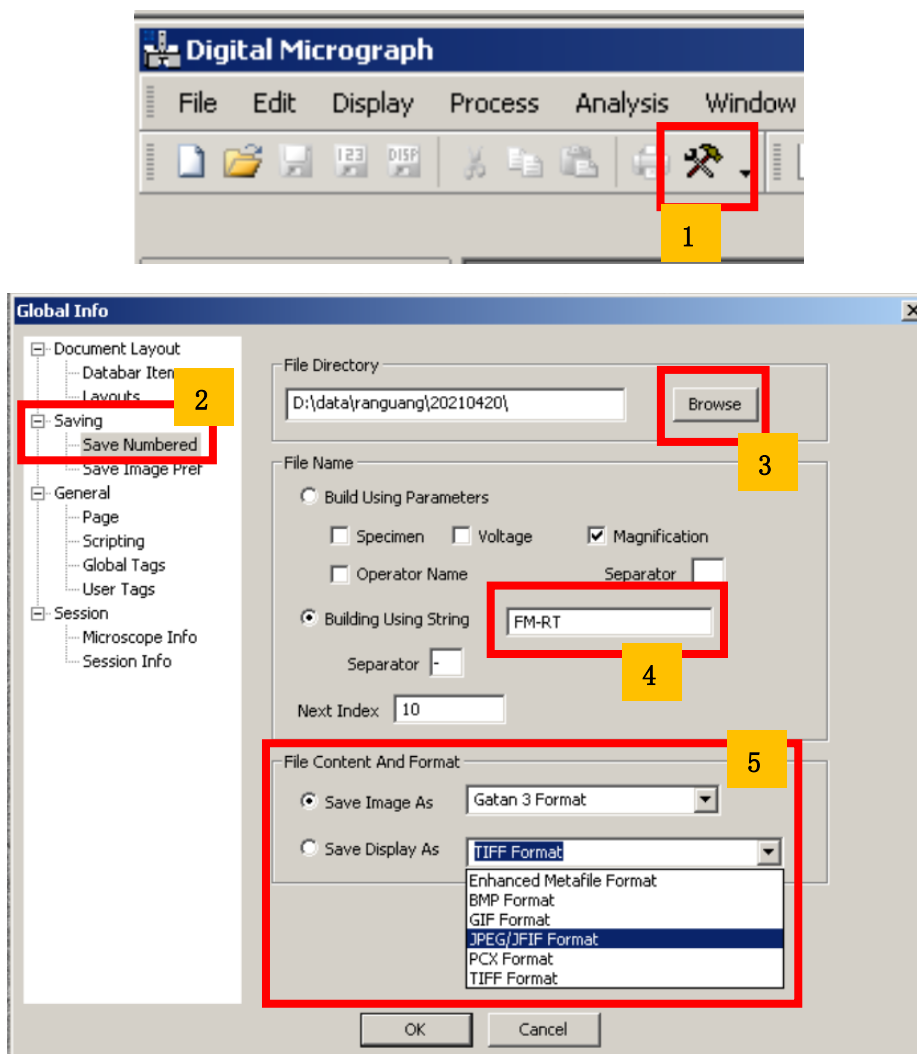 Digital Micrograph
File Edit Display Process Analysis Window
123 DISP
1
Global Info
Document Layout
Databar Iten
Layouts
2
Saving
Save Numbered
Save Image Pref
General
Page
Scripting
Global Tags
User Tags
Session
Microscope Info
Session Info
File Directory
D:\data\ranguang\20210420\ Browse
3
File Name
Build Using Parameters
Specimen Voltage Magnification
Operator Name Separator
Building Using String FM-RT
Separator -
4
Next Index 10
File Content And Format
5
Save Image As Gatan 3 Format
Save Display As TIFF Format
Enhanced Metafile Format
BMP Format
GIF Format
JPEG/JFIF Format
PCX Format
TIFF Format
OK Cancel